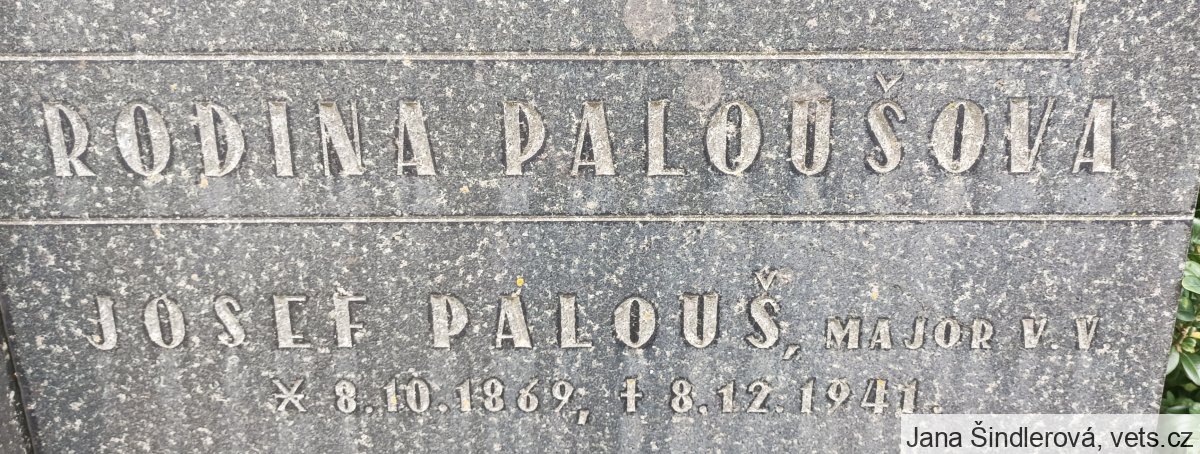 RODINA PALOUŠOVA
JOSEF PALOUŠ, MAJOR V. V
* 8.10.1869, † 8.12.1941.
Jana Šindlerová, vets.cz